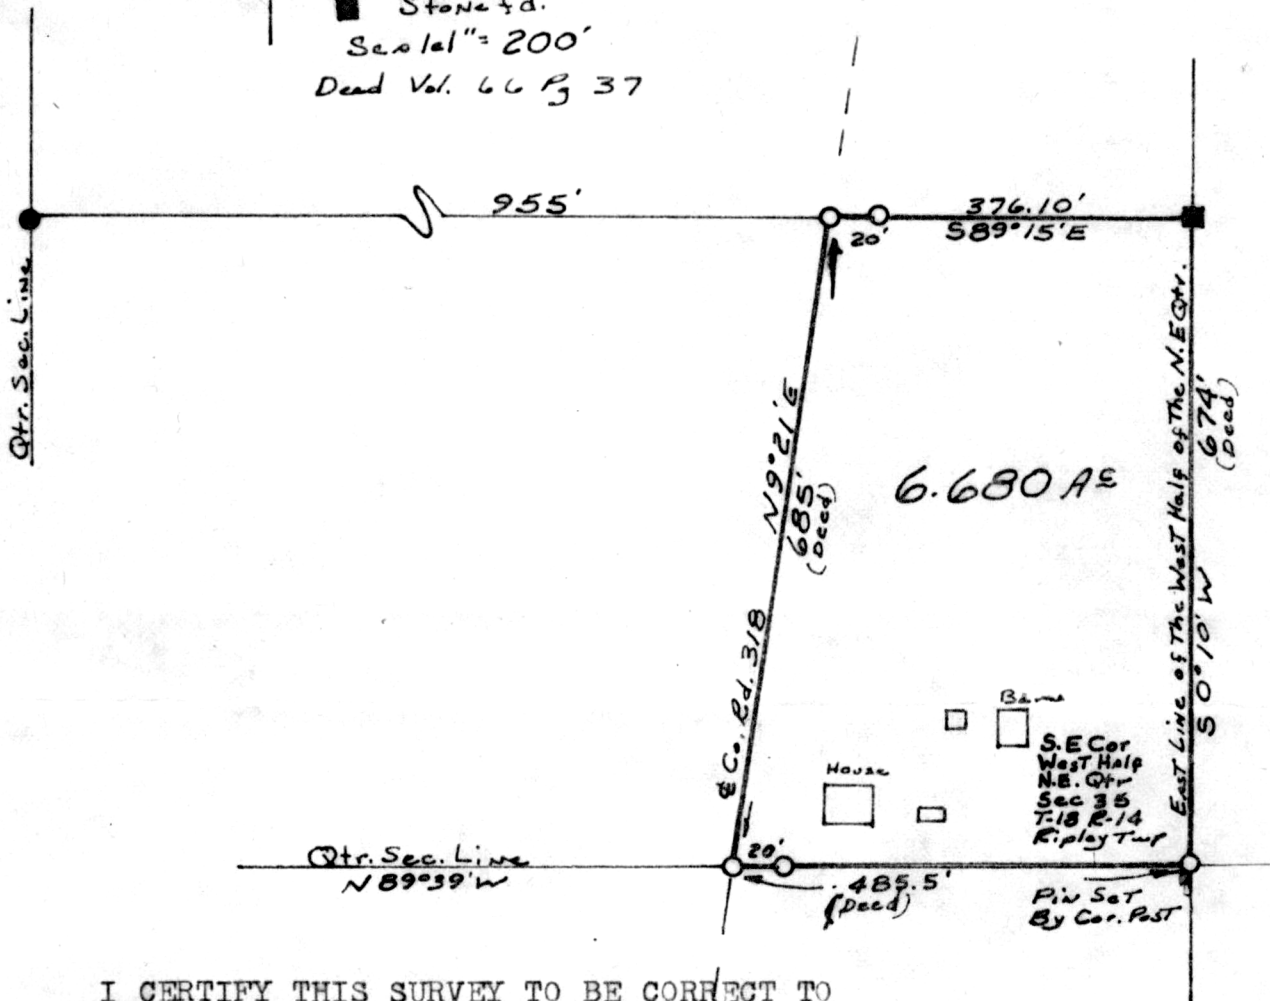 Stone fd.
Scale 1" = 200'
Deed Vol. 66 Pg 37
955'
376.10'
20'
S89°15'E
Qtr. Sec. Line
N9°21'E
685'
(Deed)
6.680 Ac
East Line of The West Half of The N.E Qtr.
674'
(Deed)
S 0°10' W
₵ Co. Rd. 318
Barn
House
S.E Cor
West Half
N.E. Qtr
Sec 35
T-18 R-14
Ripley Twp
Qtr. Sec. Line
N 89°39'W
20'
485.5'
(Deed)
Pin Set
By Cor. Post
I CERTIFY THIS SURVEY TO BE CORRECT TO